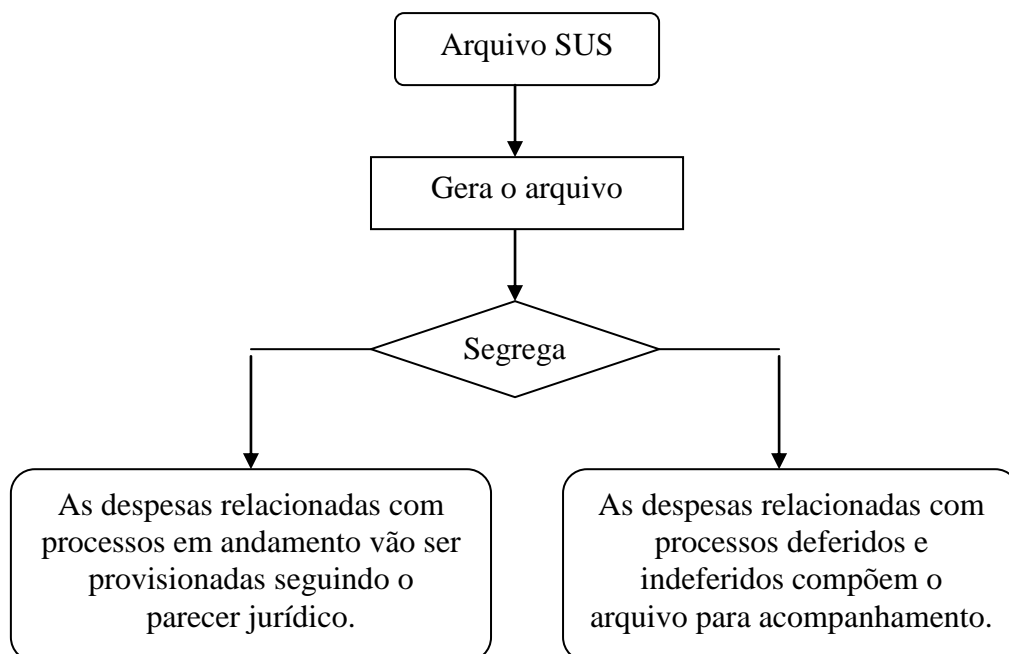 Arquivo SUS
Gera o arquivo
Segrega
As despesas relacionadas com
processos em andamento vão ser
provisionadas seguindo o
parecer jurídico.
As despesas relacionadas com
processos deferidos e
indeferidos compõem o
arquivo para acompanhamento.